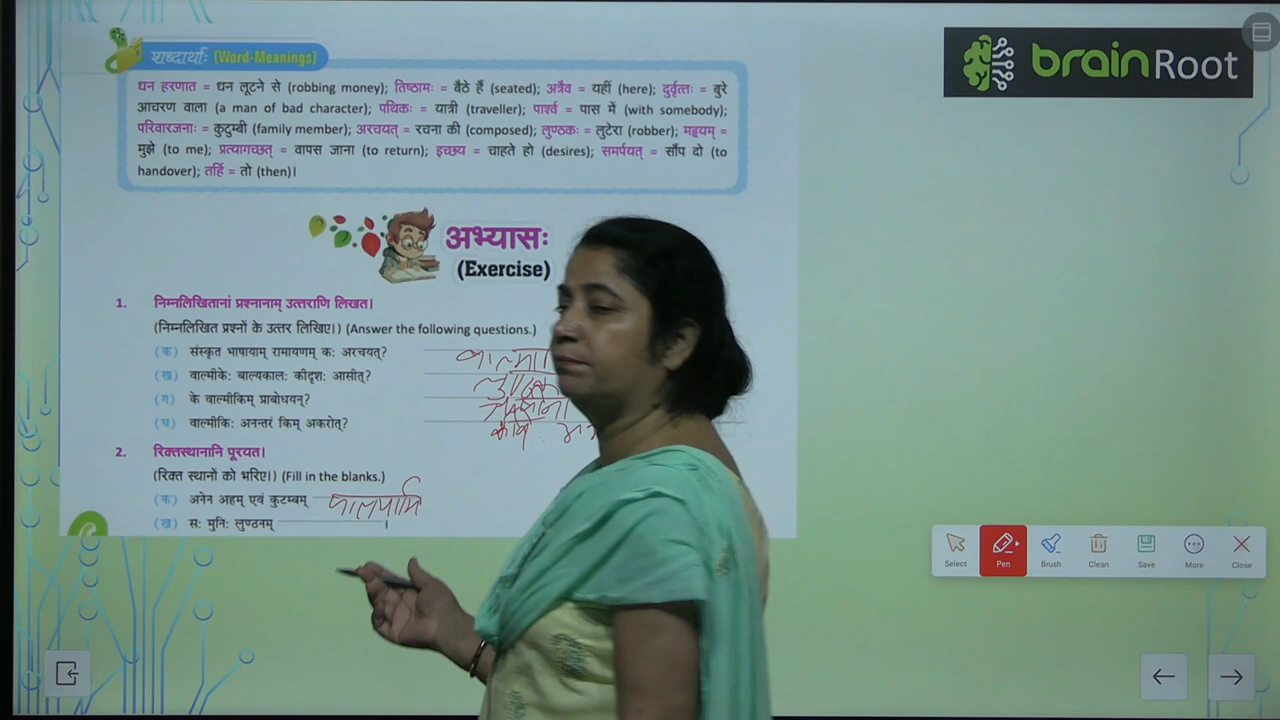 शब्दार्थाः [Word-Meanings]
brainRoot
धन हरणात = धन लूटने से (robbing money); तिष्ठामः = बैठे हैं (seated); अत्रैव = यहीं (here); दुर्वृत्तः = बुरे
आचरण वाला (a man of bad character); पथिकः = यात्री (traveller); पार्श्व = पास में (with somebody);
परिवारजनाः = कुटुम्बी (family member); अरचयत् = रचना की (composed); लुण्ठकः = लुटेरा (robber); मह्यम् =
मुझे (to me); प्रत्यागच्छत् = वापस जाना (to return); इच्छय = चाहते हो (desires); समर्पयत् = सौंप दो (to
handover); तर्हि = तो (then)।
अभ्यासः
(Exercise)
1. निम्नलिखितानां प्रश्नानाम् उत्तराणि लिखत।
(निम्नलिखित प्रश्नों के उत्तर लिखिए।) (Answer the following questions.)
(क) संस्कृत भाषायाम् रामायणम् कः अरचयत्?
(ख) वाल्मीकेः बाल्यकालः कीदृशः आसीत्?
(ग) के वाल्मीकिम् प्राबोधयन्?
(घ) वाल्मीकिः अनन्तरं किम् अकरोत्?
2. रिक्तस्थानानि पूरयत।
(रिक्त स्थानों को भरिए।) (Fill in the blanks.)
(क) अनेन अहम् एवं कुटम्बम् पालयामि
(ख) सः मुनिः लुण्ठनम् ।
Select Pen Brush Clean Save More Close